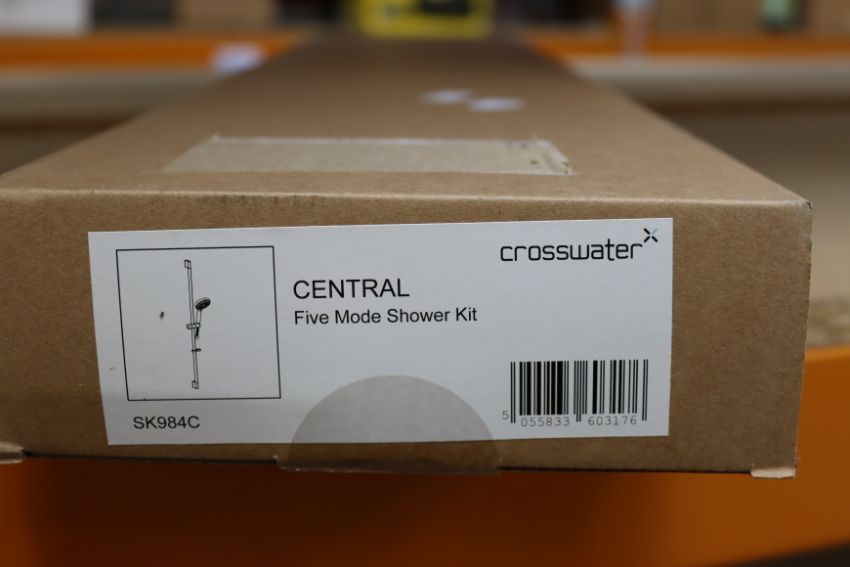 crosswater
CENTRAL
Five Mode Shower Kit
SK984C
5 055833 603176